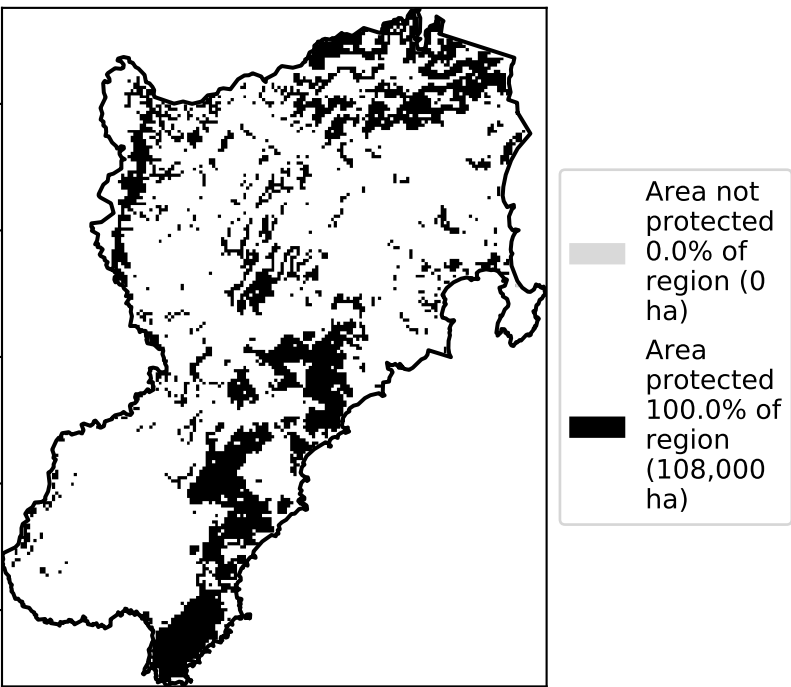 Area not
protected
0.0% of
region (0
ha)
Area
protected
100.0% of
region
(108,000
ha)